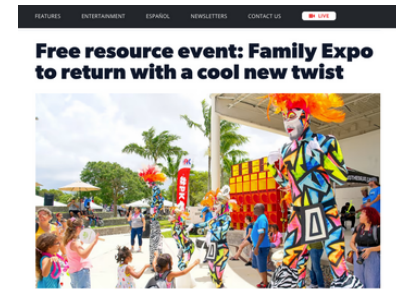 FEATURES ENTERTAINMENT ESPAÑOL NEWSLETTERS CONTACT US LIVE
Free resource event: Family Expo
to return with a cool new twist